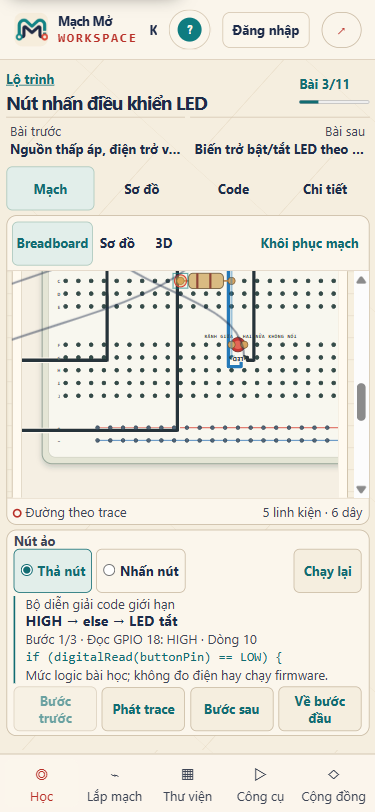 Mạch Mở
WORKSPACE
K
?
Đăng nhập
Lộ trình
Nút nhấn điều khiển LED
Bài 3/11
Bài trước
Nguồn thấp áp, điện trở v...
Bài sau
Biến trở bật/tắt LED theo ...
Mạch
Sơ đồ
Code
Chi tiết
Breadboard
Sơ đồ
3D
Khôi phục mạch
LED
Đường theo trace
5 linh kiện · 6 dây
Nút ảo
Thả nút
Nhấn nút
Chạy lại
Bộ diễn giải code giới hạn
HIGH → else → LED tắt
Bước 1/3 · Đọc GPIO 18: HIGH · Dòng 10
if (digitalRead(buttonPin) == LOW) {
Mức logic bài học; không đo điện hay chạy firmware.
Bước trước
Phát trace
Bước sau
Về bước đầu
Học
Lắp mạch
Thư viện
Công cụ
Cộng đồng